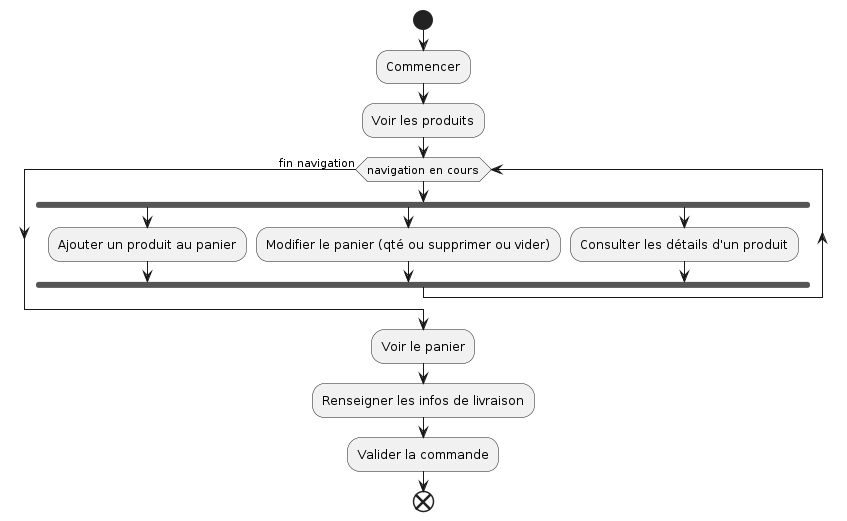 Commencer
Voir les produits
fin navigation
navigation en cours
Ajouter un produit au panier
Modifier le panier (qté ou supprimer ou vider)
Consulter les détails d'un produit
Voir le panier
Renseigner les infos de livraison
Valider la commande